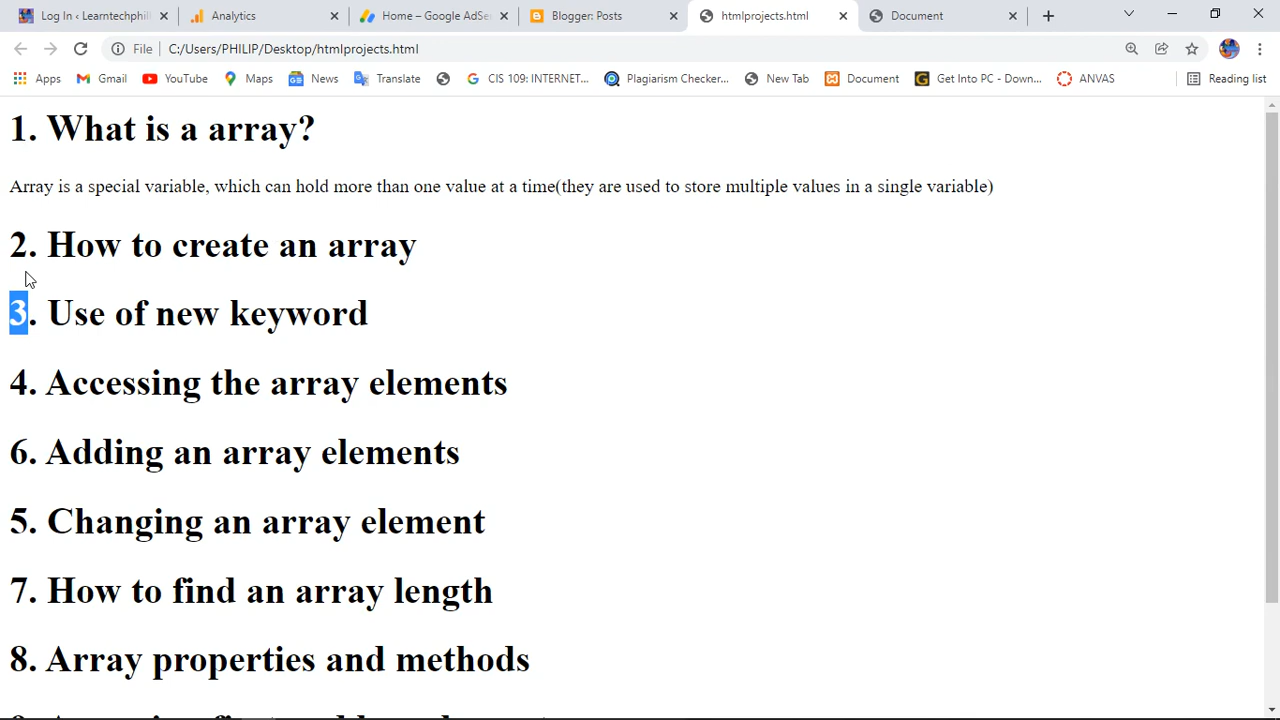 Log In ‹ Learntechphil
Analytics
Home – Google AdSe
Blogger: Posts
htmlprojects.html
Document
File C:/Users/PHILIP/Desktop/htmlprojects.html
Apps Gmail YouTube Maps News Translate CIS 109: INTERNET... Plagiarism Checker... New Tab Document Get Into PC - Down... ANVAS Reading list
1. What is a array?
Array is a special variable, which can hold more than one value at a time(they are used to store multiple values in a single variable)
2. How to create an array
3. Use of new keyword
4. Accessing the array elements
6. Adding an array elements
5. Changing an array element
7. How to find an array length
8. Array properties and methods